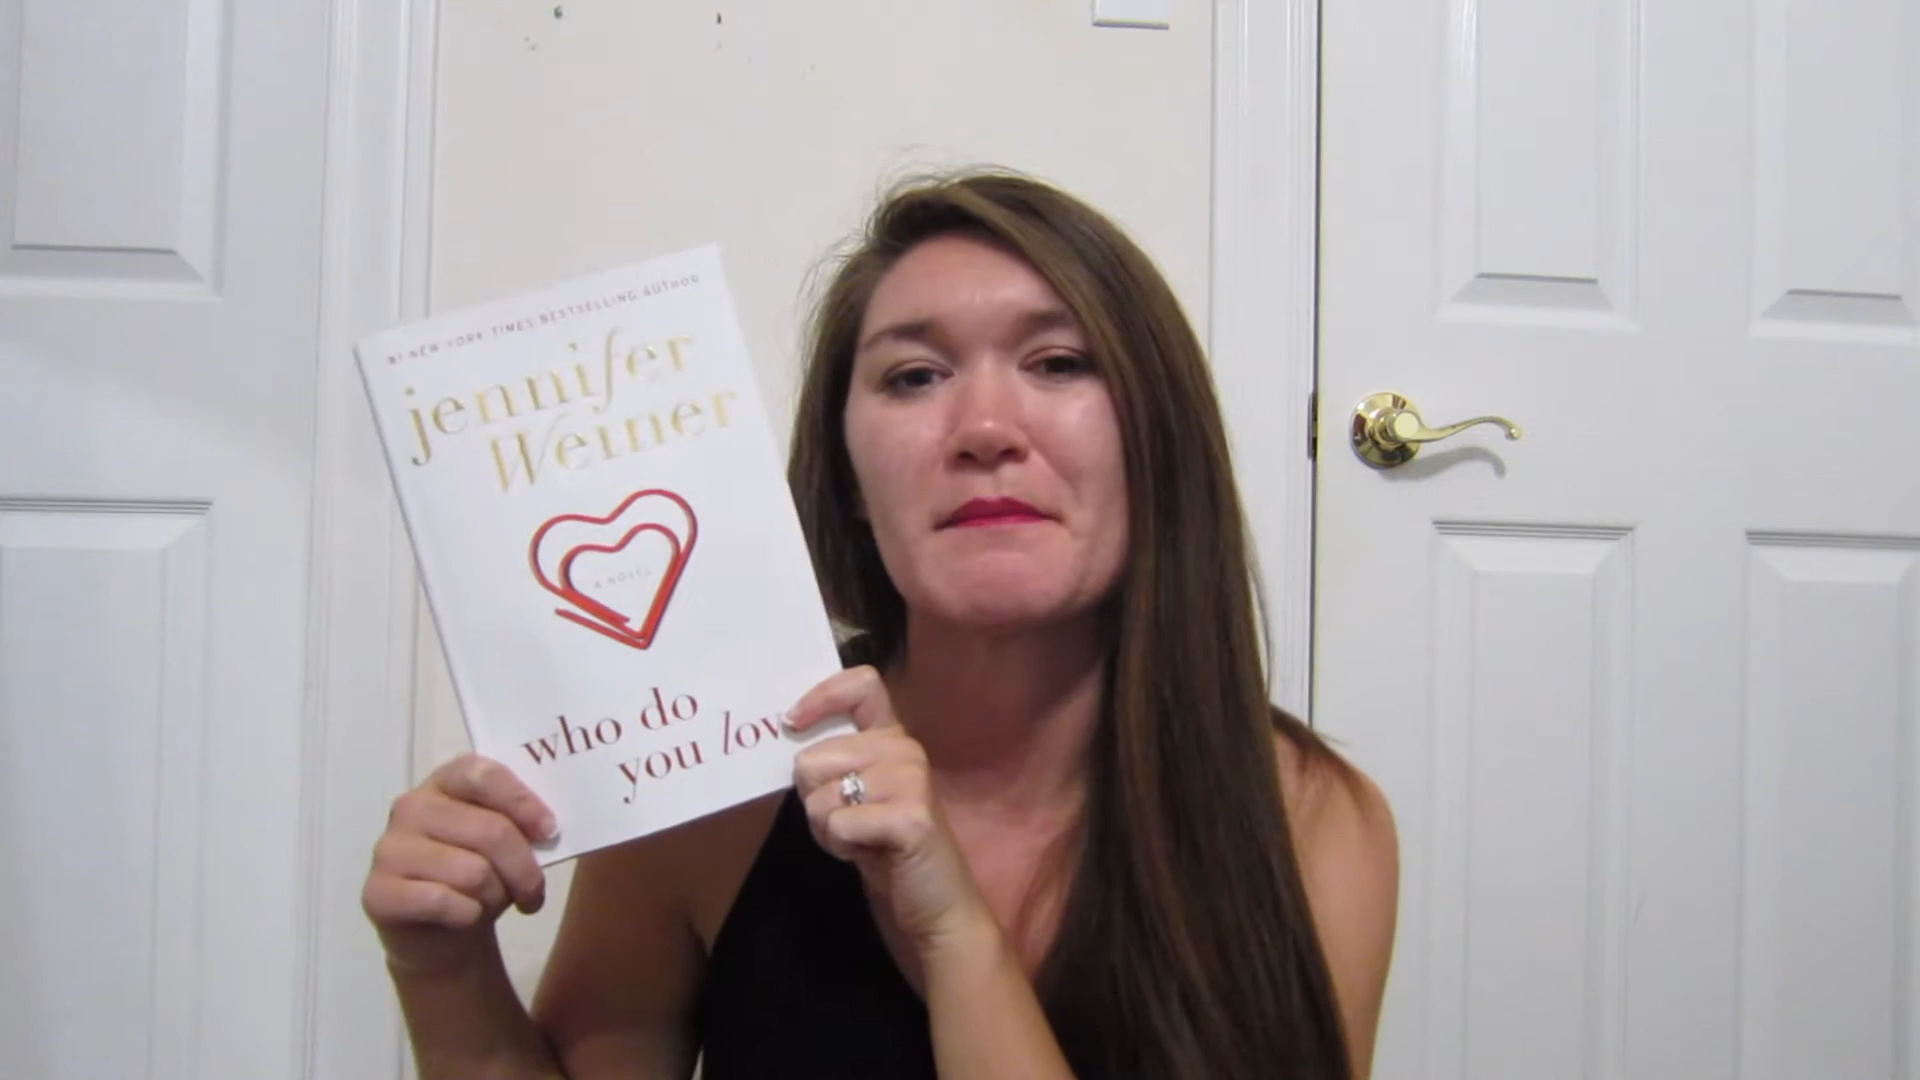 #1 NEW YORK TIMES BESTSELLING AUTHOR
jennifer
Weiner
A NOVEL
who do
you lov